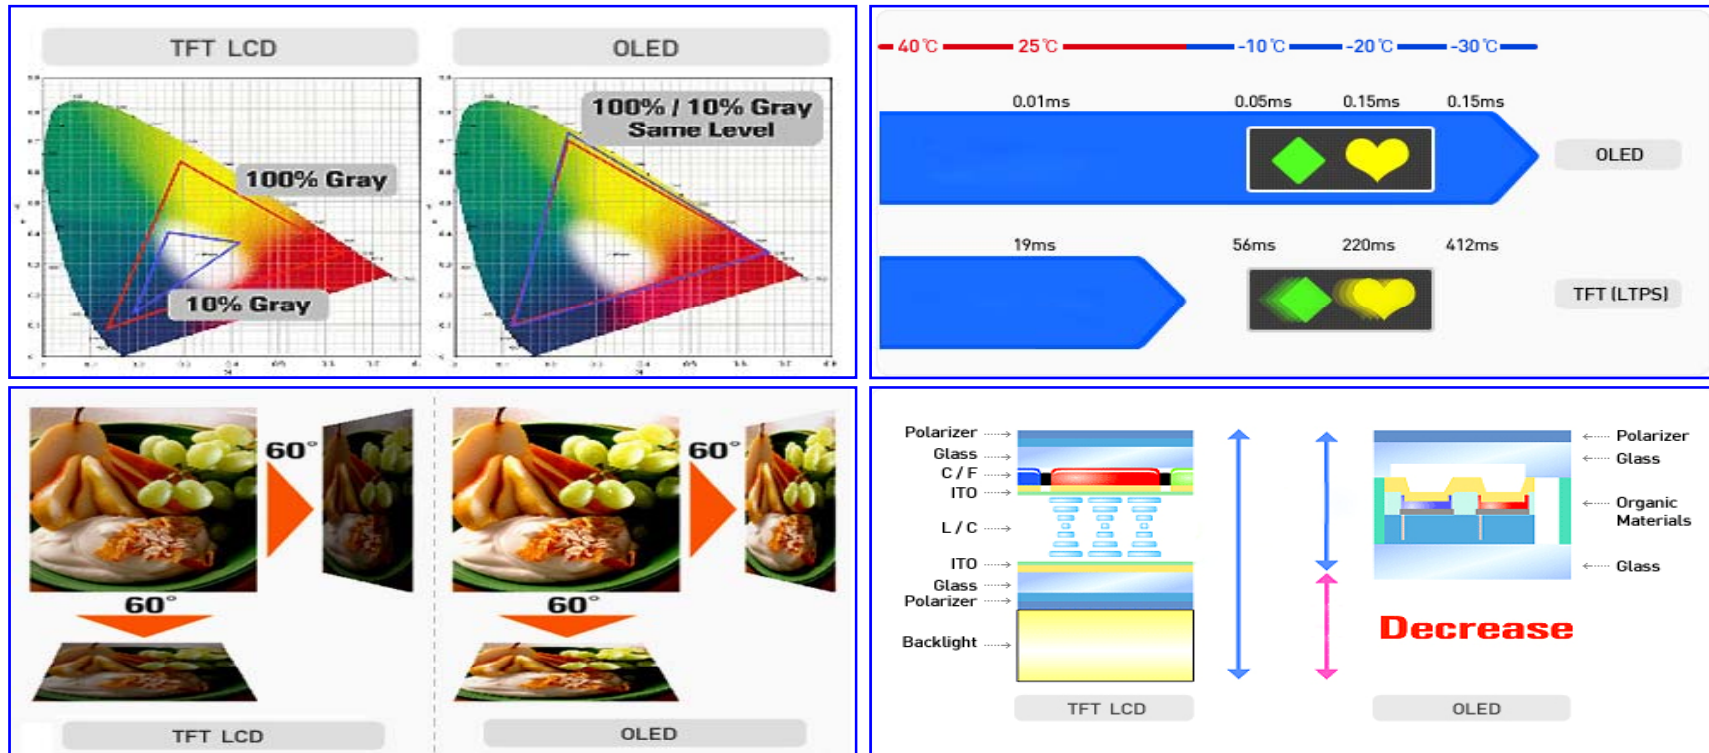 TFT LCD
OLED
100% Gray
10% Gray
100% / 10% Gray
Same Level
40℃
25℃
-10℃
-20℃
-30℃
0.01ms
0.05ms
0.15ms
0.15ms
OLED
19ms
56ms
220ms
412ms
TFT (LTPS)
60°
60°
TFT LCD
60°
60°
OLED
Polarizer
Glass
C / F
ITO
L / C
ITO
Glass
Polarizer
Backlight
TFT LCD
Polarizer
Glass
Organic
Materials
Glass
Decrease
OLED